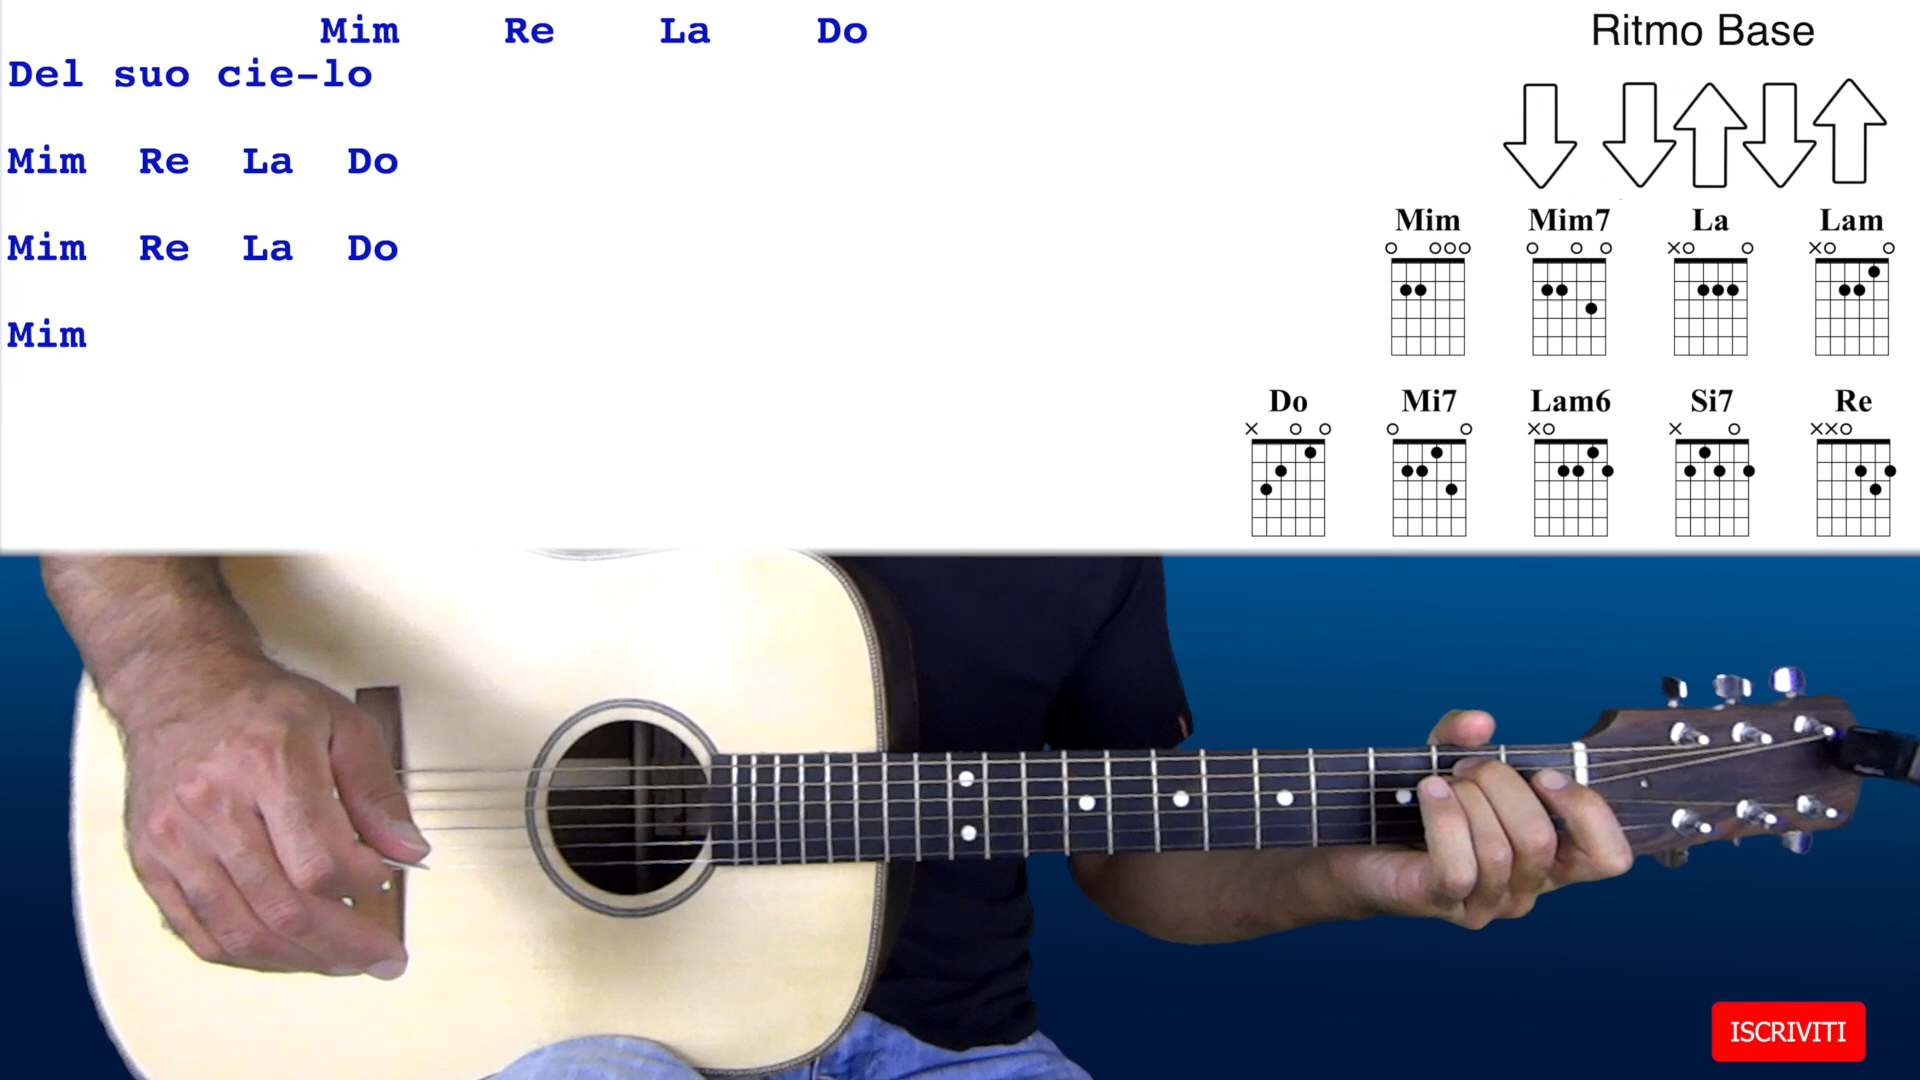 Mim Re La Do
Del suo cie-lo
Mim Re La Do
Mim Re La Do
Mim
Ritmo Base
Mim Mim7 La Lam
Do Mi7 Lam6 Si7 Re
ISCRIVITI